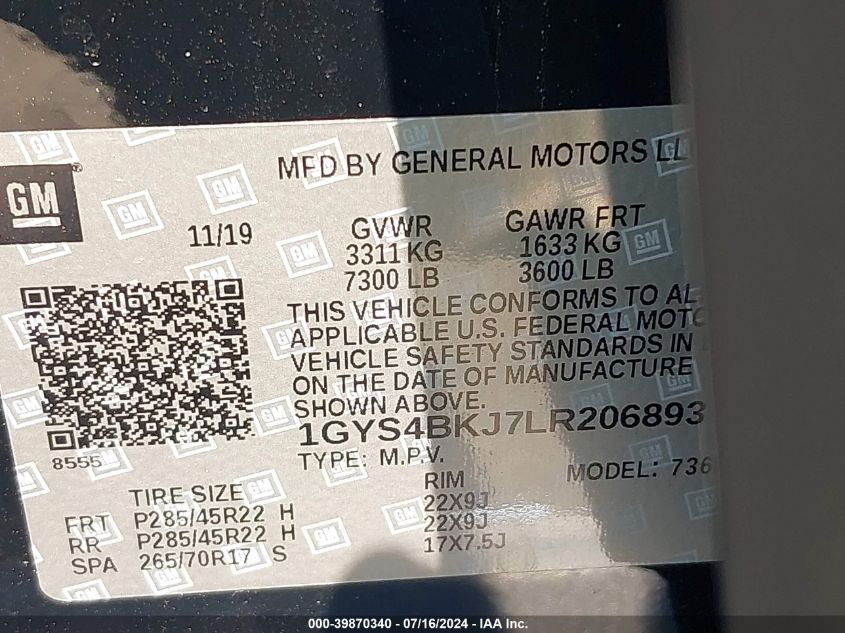 MFD BY GENERAL MOTORS LL
GM
11/19
GVWR GAWR FRT
3311 KG 1633 KG
7300 LB 3600 LB
THIS VEHICLE CONFORMS TO AL
APPLICABLE U.S. FEDERAL MOTO
VEHICLE SAFETY STANDARDS IN
ON THE DATE OF MANUFACTURE
SHOWN ABOVE.
1GYS4BKJ7LR206893
8555
TYPE: M.P.V. MODEL: 736
TIRE SIZE RIM
FRT P285/45R22 H 22X9J
RR P285/45R22 H 22X9J
SPA 265/70R17 S 17X7.5J
000-39870340 - 07/16/2024 - IAA Inc.